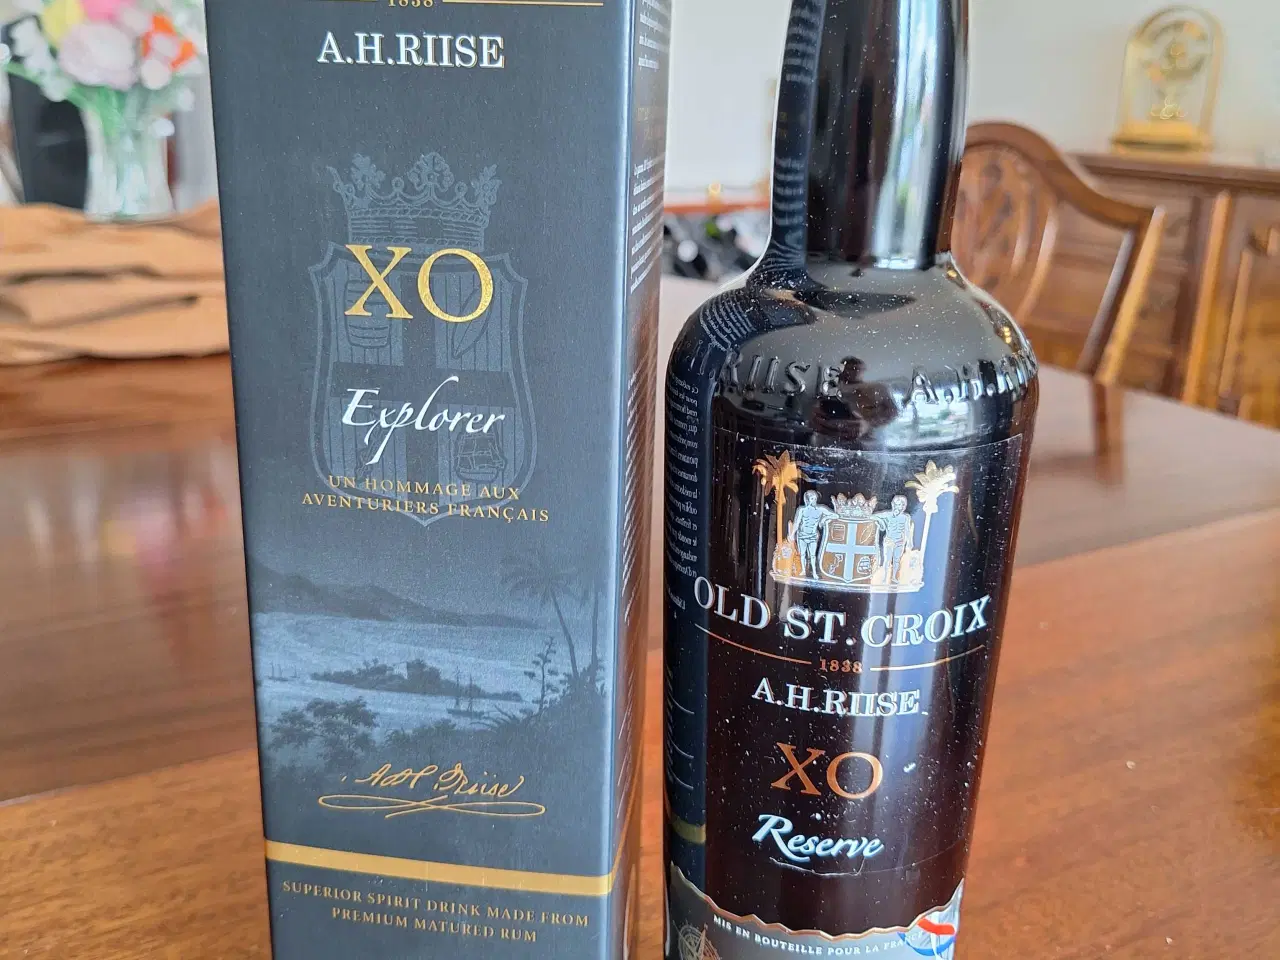 1838
A.H.RIISE
XO
Explorer
UN HOMMAGE AUX
AVENTURIERS FRANÇAIS
A H Riise
SUPERIOR SPIRIT DRINK MADE FROM
PREMIUM MATURED RUM
RIISE A.H.R
OLD ST. CROIX
1838
A.H.RIISE
XO
Reserve
MIS EN BOUTEILLE POUR LA FRANCE